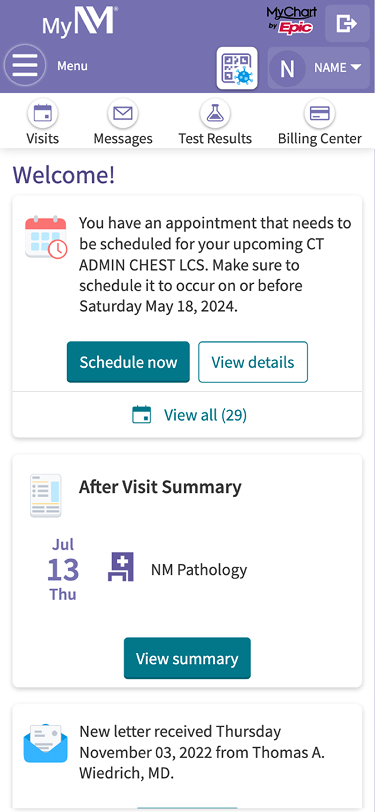 MyNM®
MyChart
by Epic
Menu
N
NAME
Visits
Messages
Test Results
Billing Center
Welcome!
You have an appointment that needs to
be scheduled for your upcoming CT
ADMIN CHEST LCS. Make sure to
schedule it to occur on or before
Saturday May 18, 2024.
Schedule now
View details
View all (29)
After Visit Summary
Jul
13
Thu
NM Pathology
View summary
New letter received Thursday
November 03, 2022 from Thomas A.
Wiedrich, MD.